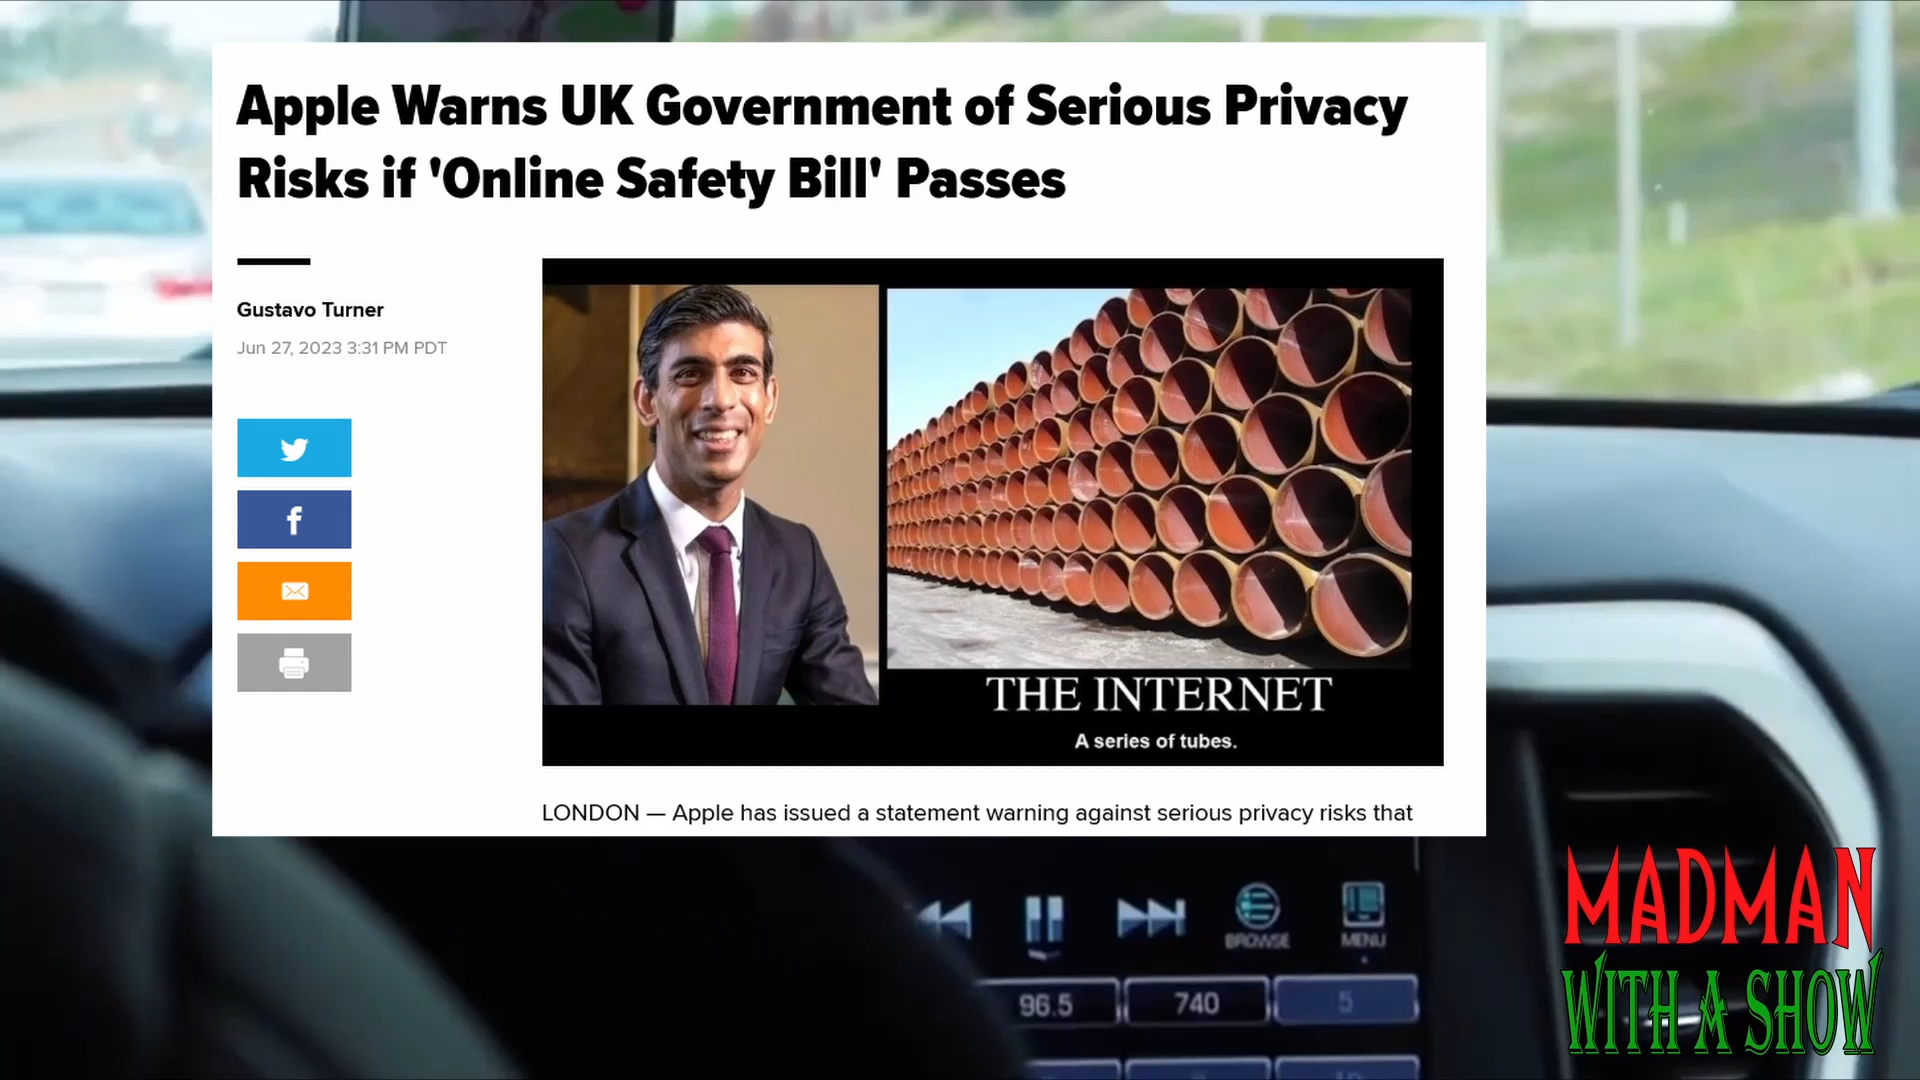 Apple Warns UK Government of Serious Privacy
Risks if 'Online Safety Bill' Passes
Gustavo Turner
Jun 27, 2023 3:31 PM PDT
f
THE INTERNET
A series of tubes.
LONDON — Apple has issued a statement warning against serious privacy risks that
BROWSE
MENU
96.5
740
5
MADMAN
WITH A SHOW